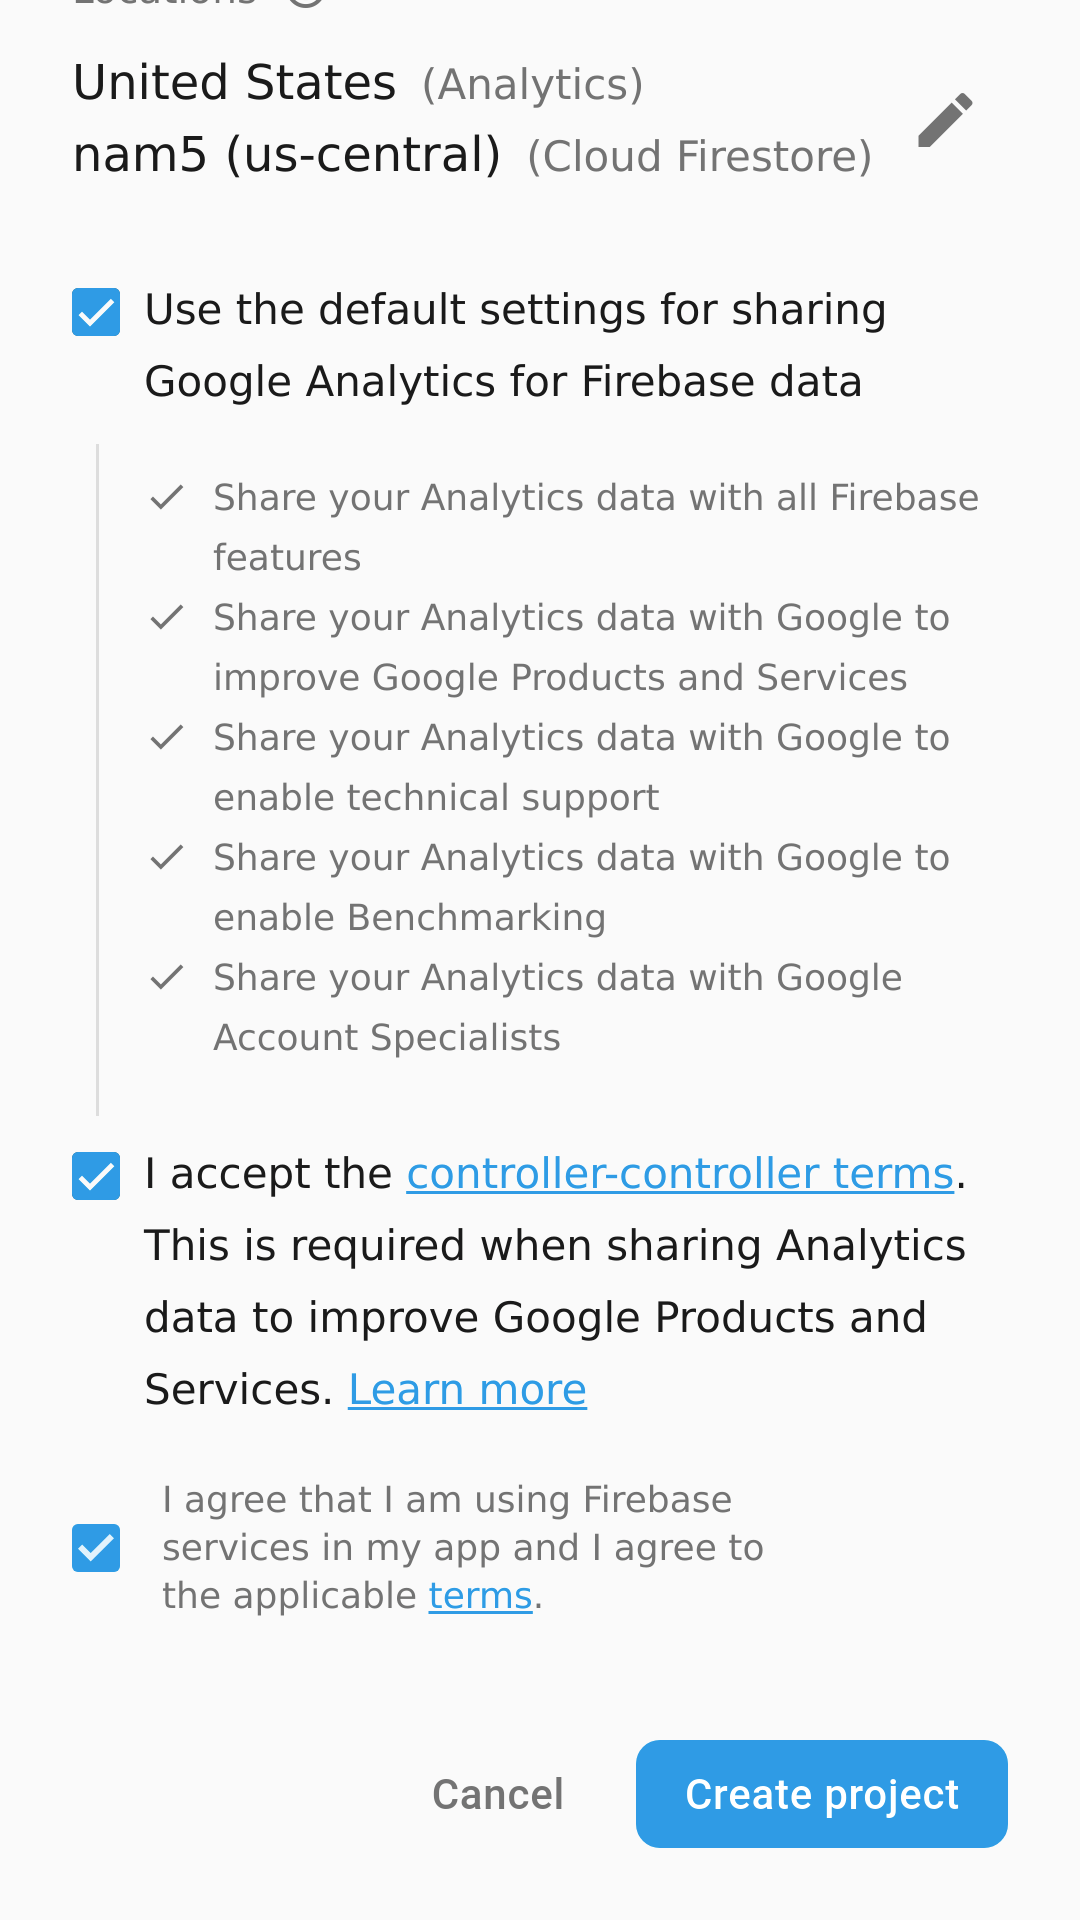 Locations
United States (Analytics)
nam5 (us-central) (Cloud Firestore)
Use the default settings for sharing
Google Analytics for Firebase data
Share your Analytics data with all Firebase
features
Share your Analytics data with Google to
improve Google Products and Services
Share your Analytics data with Google to
enable technical support
Share your Analytics data with Google to
enable Benchmarking
Share your Analytics data with Google
Account Specialists
I accept the controller-controller terms.
This is required when sharing Analytics
data to improve Google Products and
Services. Learn more
I agree that I am using Firebase
services in my app and I agree to
the applicable terms.
Cancel Create project